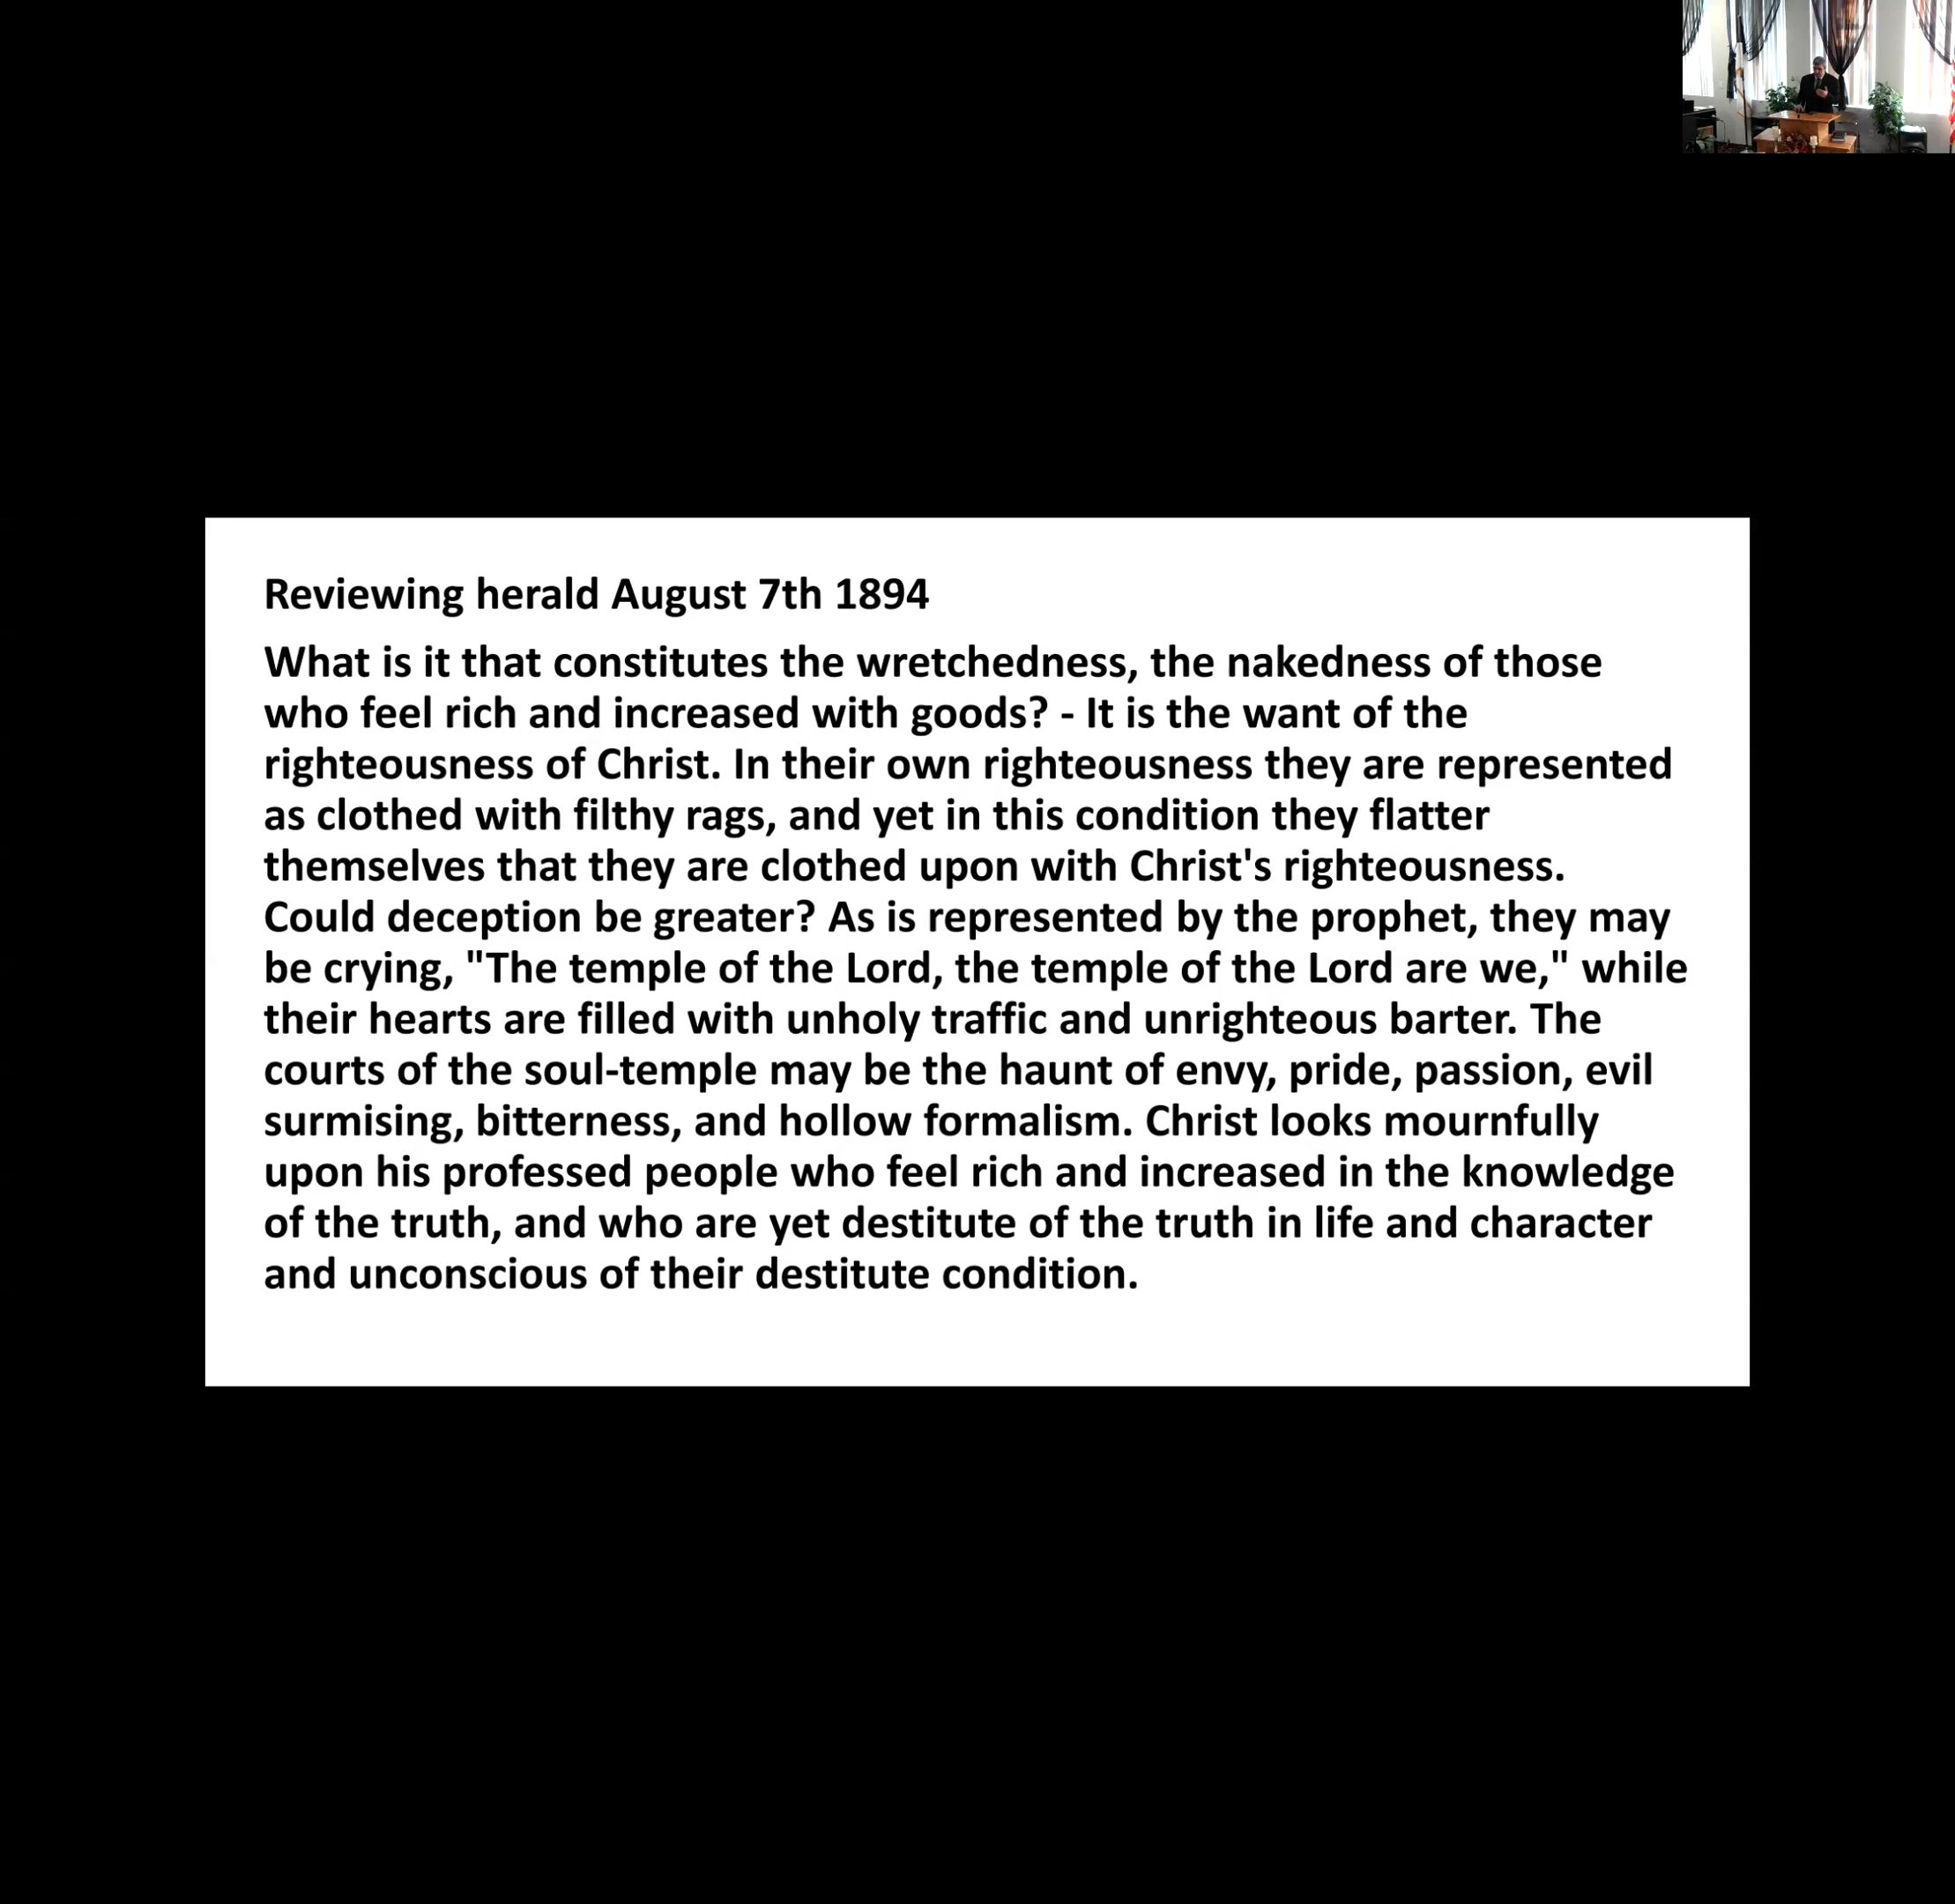 Reviewing herald August 7th 1894
What is it that constitutes the wretchedness, the nakedness of those
who feel rich and increased with goods? - It is the want of the
righteousness of Christ. In their own righteousness they are represented
as clothed with filthy rags, and yet in this condition they flatter
themselves that they are clothed upon with Christ's righteousness.
Could deception be greater? As is represented by the prophet, they may
be crying, "The temple of the Lord, the temple of the Lord are we," while
their hearts are filled with unholy traffic and unrighteous barter. The
courts of the soul-temple may be the haunt of envy, pride, passion, evil
surmising, bitterness, and hollow formalism. Christ looks mournfully
upon his professed people who feel rich and increased in the knowledge
of the truth, and who are yet destitute of the truth in life and character
and unconscious of their destitute condition.